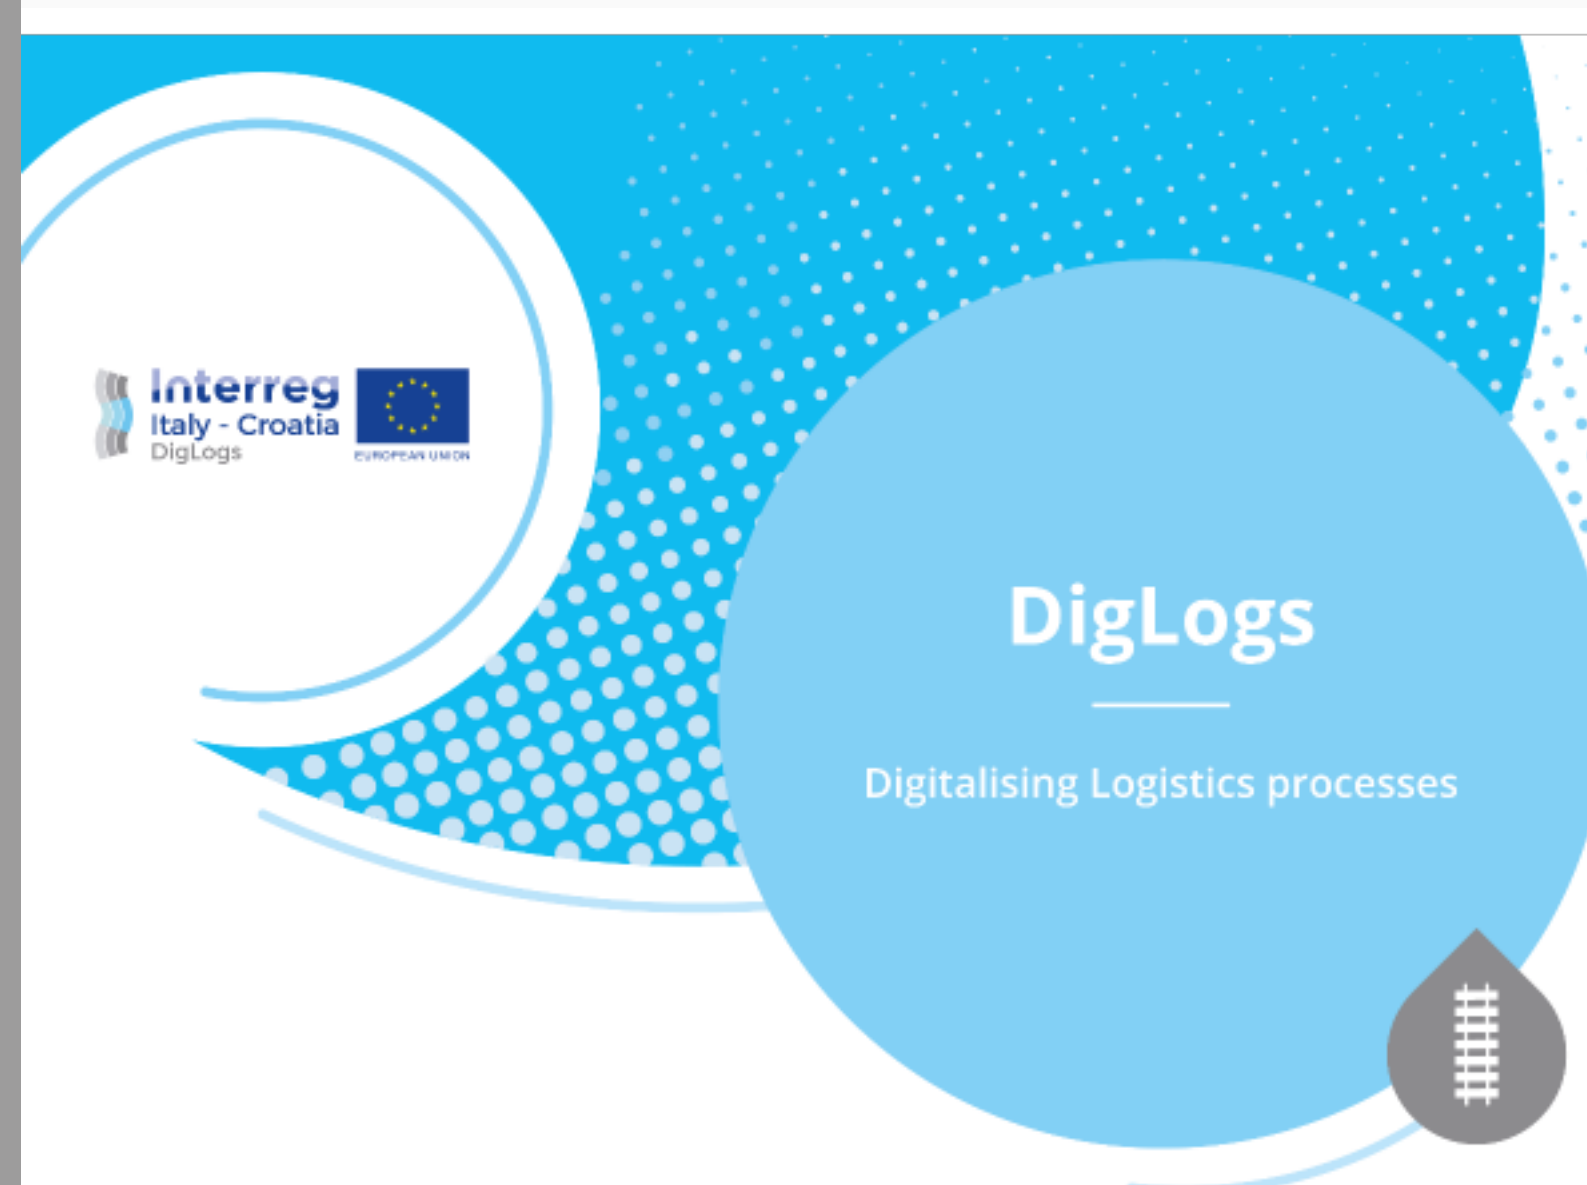 Interreg
Italy - Croatia
DigLogs
EUROPEAN UNION
DigLogs
Digitalising Logistics processes